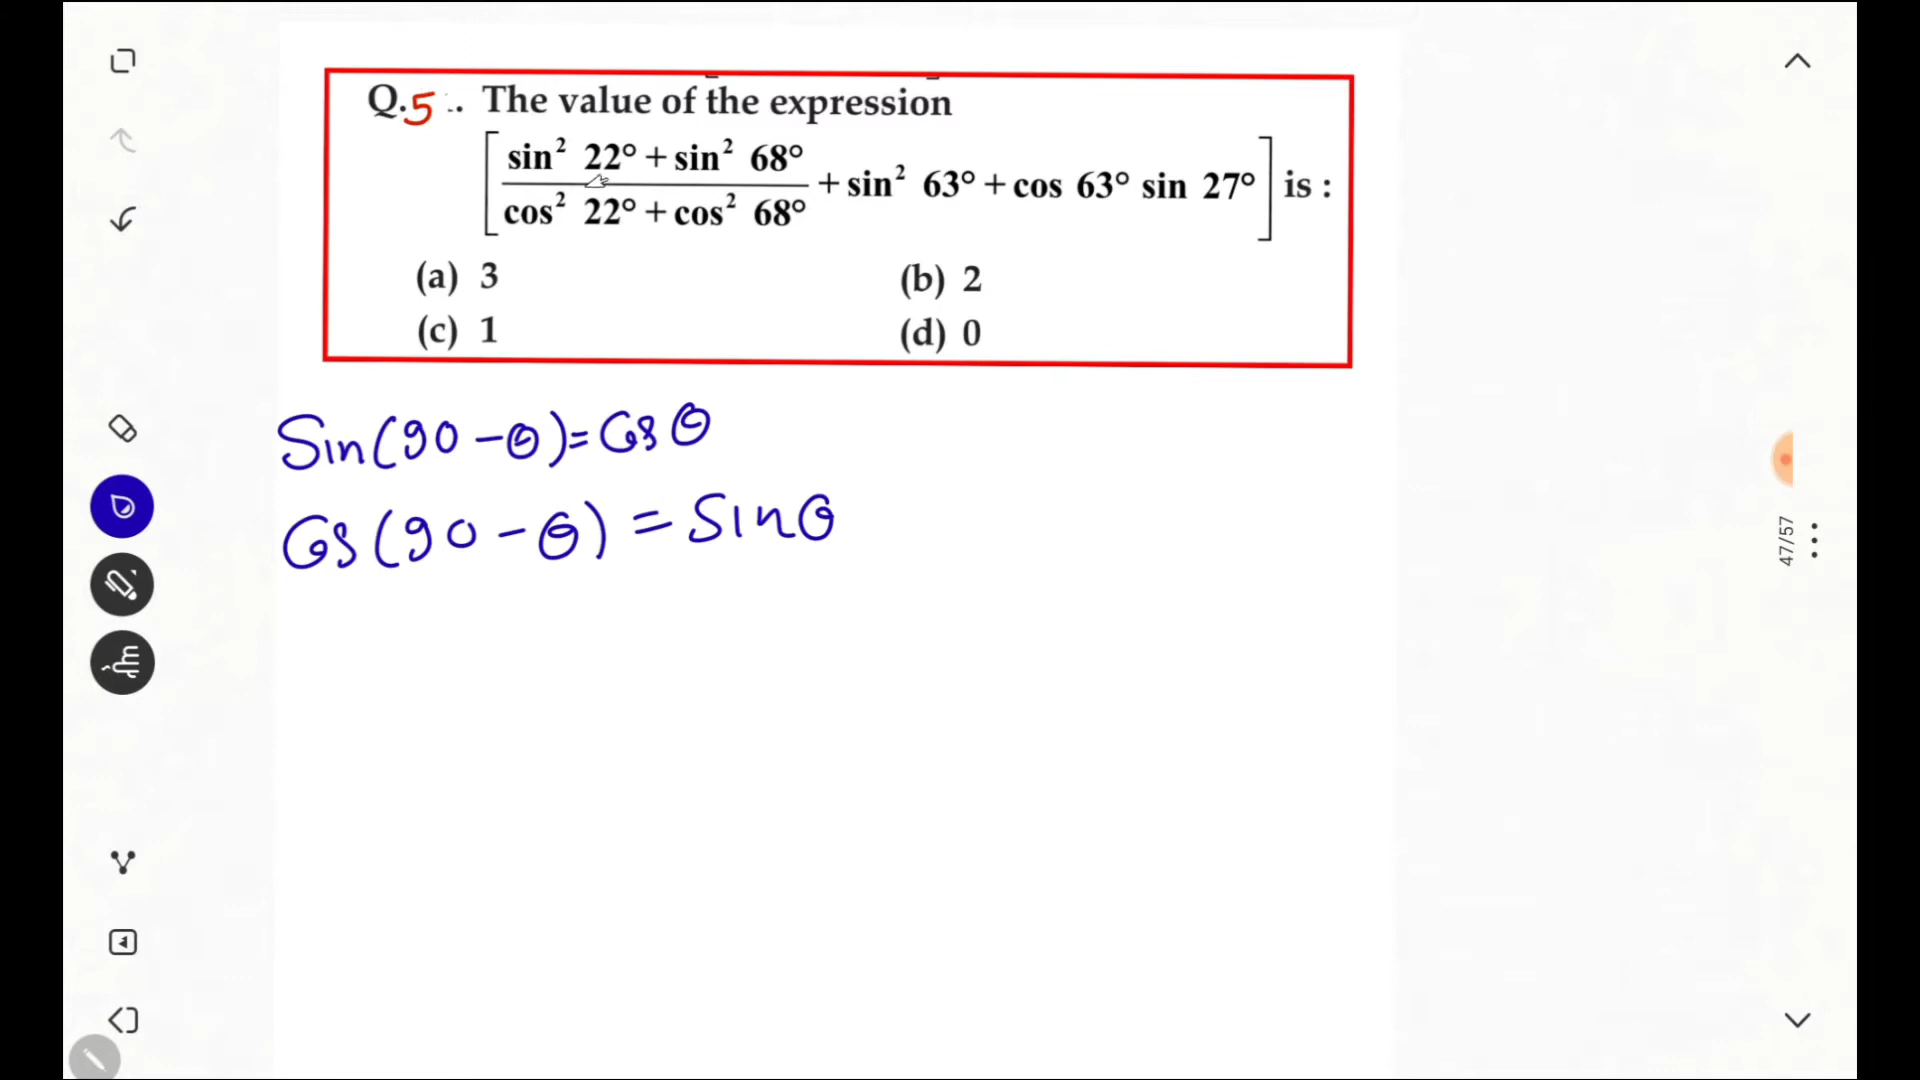 Q.5 :. The value of the expression
[ (sin² 22° + sin² 68°) / (cos² 22° + cos² 68°) + sin² 63° + cos 63° sin 27° ] is :
(a) 3 (b) 2
(c) 1 (d) 0
Sin(90 - θ) = Cos θ
Cos(90 - θ) = Sin θ
47/57